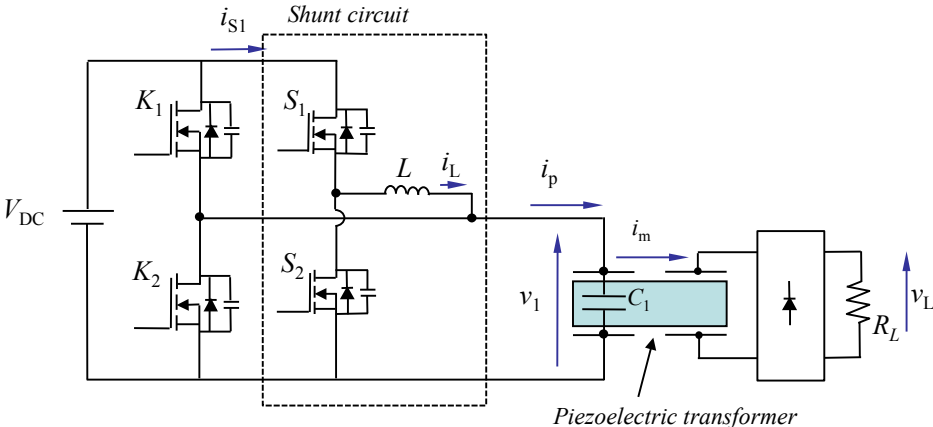 i_S1
Shunt circuit
K_1
S_1
L
i_L
i_p
V_DC
i_m
K_2
S_2
v_1
C_1
R_L
v_L
Piezoelectric transformer